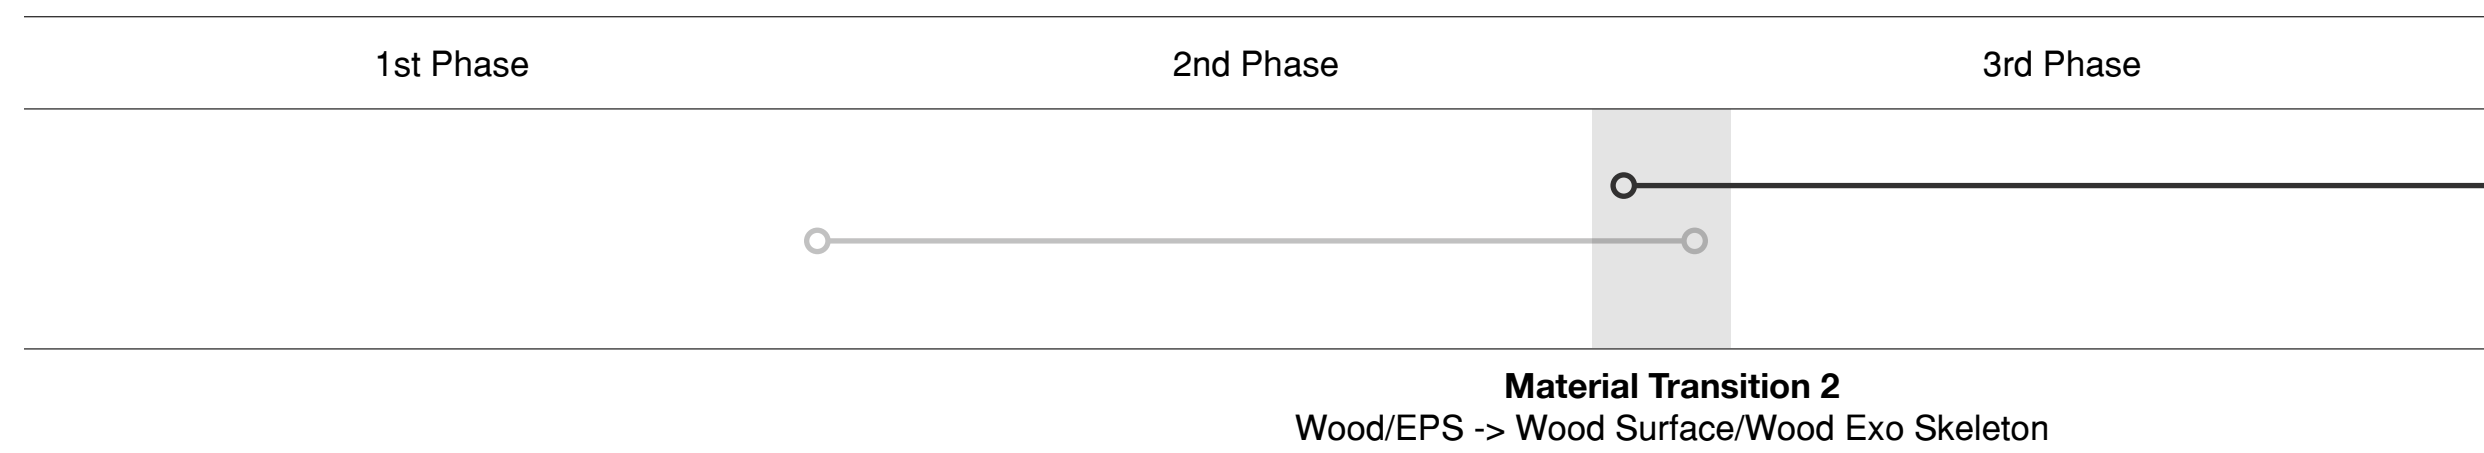 1st Phase 2nd Phase 3rd Phase
Material Transition 2
Wood/EPS -> Wood Surface/Wood Exo Skeleton